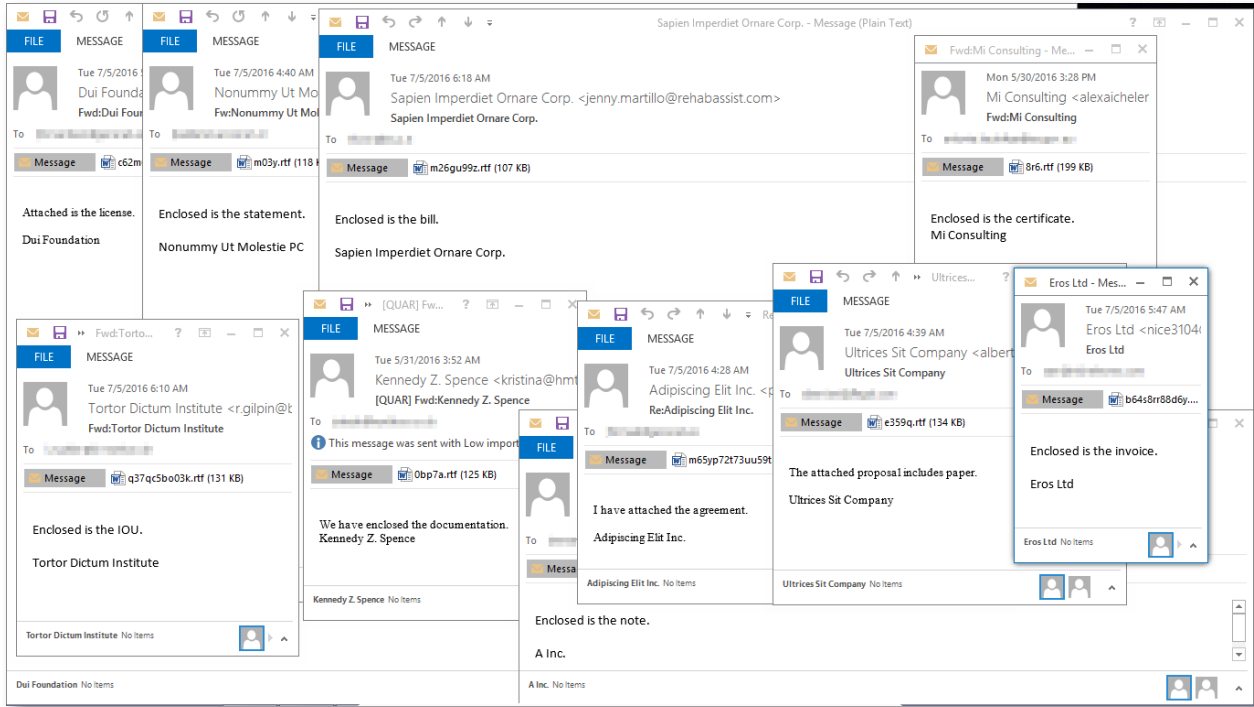 FILE MESSAGE
Tue 7/5/2016
Dui Founda
Fwd:Dui Four
To
Message c62m
Attached is the license.
Dui Foundation
Dui Foundation No Items
FILE MESSAGE
Tue 7/5/2016 4:40 AM
Nonummy Ut Mo
Fw:Nonummy Ut Mol
To
Message m03y.rtf (118 K
Enclosed is the statement.
Nonummy Ut Molestie PC
Sapien Imperdiet Ornare Corp. - Message (Plain Text)
FILE MESSAGE
Tue 7/5/2016 6:18 AM
Sapien Imperdiet Ornare Corp. <jenny.martillo@rehabassist.com>
Sapien Imperdiet Ornare Corp.
To
Message m26gu99z.rtf (107 KB)
Enclosed is the bill.
Sapien Imperdiet Ornare Corp.
Fwd:Mi Consulting - Me...
Mon 5/30/2016 3:28 PM
Mi Consulting <alexaicheler
Fwd:Mi Consulting
To
Message 8r6.rtf (199 KB)
Enclosed is the certificate.
Mi Consulting
Fwd:Torto...
FILE MESSAGE
Tue 7/5/2016 6:10 AM
Tortor Dictum Institute <r.gilpin@b
Fwd:Tortor Dictum Institute
To
Message q37qc5bo03k.rtf (131 KB)
Enclosed is the IOU.
Tortor Dictum Institute
Tortor Dictum Institute No Items
[QUAR] Fw...
FILE MESSAGE
Tue 5/31/2016 3:52 AM
Kennedy Z. Spence <kristina@hmt
[QUAR] Fwd:Kennedy Z. Spence
To
This message was sent with Low import
Message 0bp7a.rtf (125 KB)
We have enclosed the documentation.
Kennedy Z. Spence
Kennedy Z. Spence No Items
Re
FILE MESSAGE
Tue 7/5/2016 4:28 AM
Adipiscing Elit Inc. <p
Re:Adipiscing Elit Inc.
To
Message m65yp72t73uu59t
I have attached the agreement.
Adipiscing Elit Inc.
Adipiscing Elit Inc. No Items
Ultrices...
FILE MESSAGE
Tue 7/5/2016 4:39 AM
Ultrices Sit Company <albert
Ultrices Sit Company
To
Message e359q.rtf (134 KB)
The attached proposal includes paper.
Ultrices Sit Company
Ultrices Sit Company No Items
Eros Ltd - Mes...
Tue 7/5/2016 5:47 AM
Eros Ltd <nice3104(
Eros Ltd
To
Message b64s8rr88d6y....
Enclosed is the invoice.
Eros Ltd
Eros Ltd No Items
FILE
To
Messa
Enclosed is the note.
A Inc.
A Inc. No Items